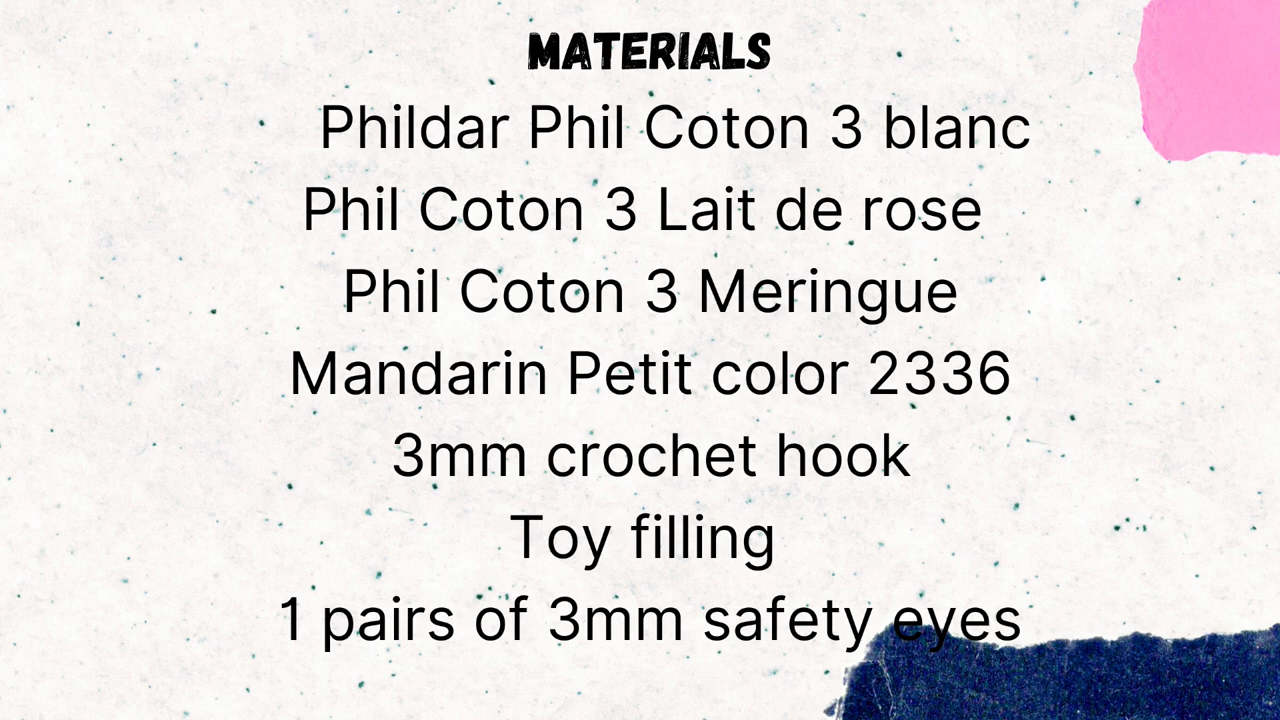 MATERIALS
Phildar Phil Coton 3 blanc
Phil Coton 3 Lait de rose
Phil Coton 3 Meringue
Mandarin Petit color 2336
3mm crochet hook
Toy filling
1 pairs of 3mm safety eyes